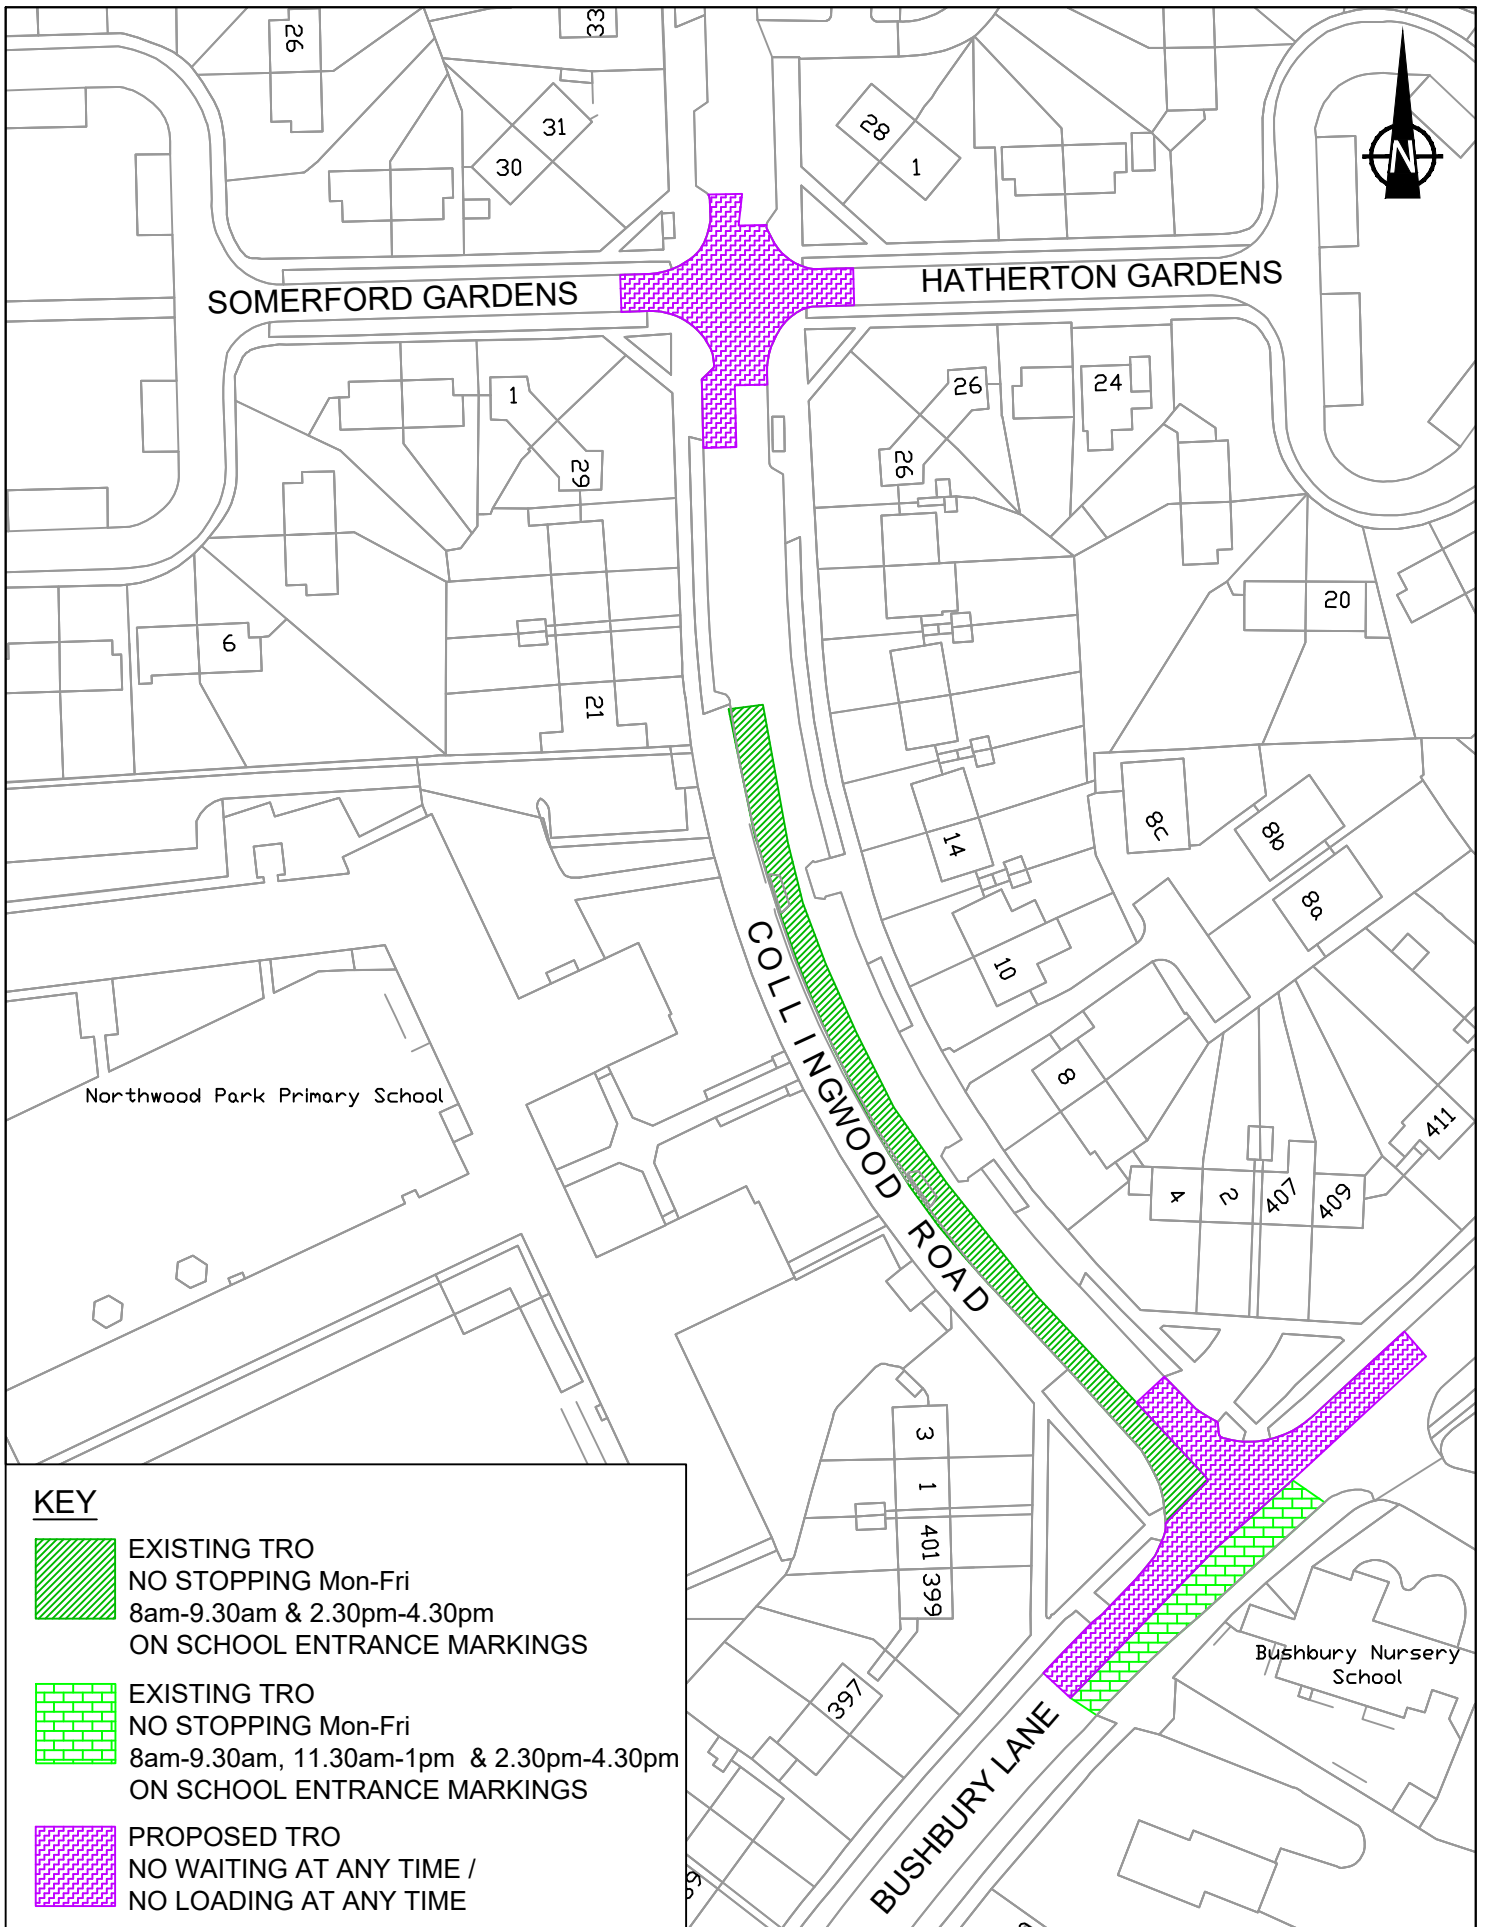 26
33
31
30
28
1
N
SOMERFORD GARDENS
HATHERTON GARDENS
1
29
26
24
26
20
6
21
14
8c
8b
8a
10
COLLINGWOOD ROAD
Northwood Park Primary School
8
411
4
2
407
409
3
1
401
399
397
Bushbury Nursery
School
BUSHBURY LANE
KEY
EXISTING TRO
NO STOPPING Mon-Fri
8am-9.30am & 2.30pm-4.30pm
ON SCHOOL ENTRANCE MARKINGS
EXISTING TRO
NO STOPPING Mon-Fri
8am-9.30am, 11.30am-1pm & 2.30pm-4.30pm
ON SCHOOL ENTRANCE MARKINGS
PROPOSED TRO
NO WAITING AT ANY TIME /
NO LOADING AT ANY TIME